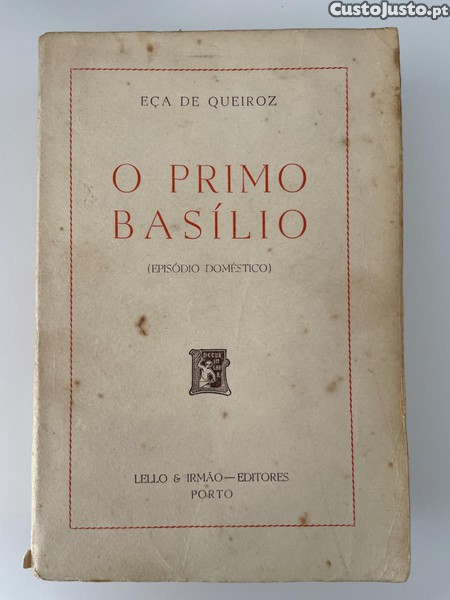 CustoJusto.pt
EÇA DE QUEIROZ
O PRIMO
BASÍLIO
(EPISÓDIO DOMÉSTICO)
LELLO & IRMÃO—EDITORES
PORTO